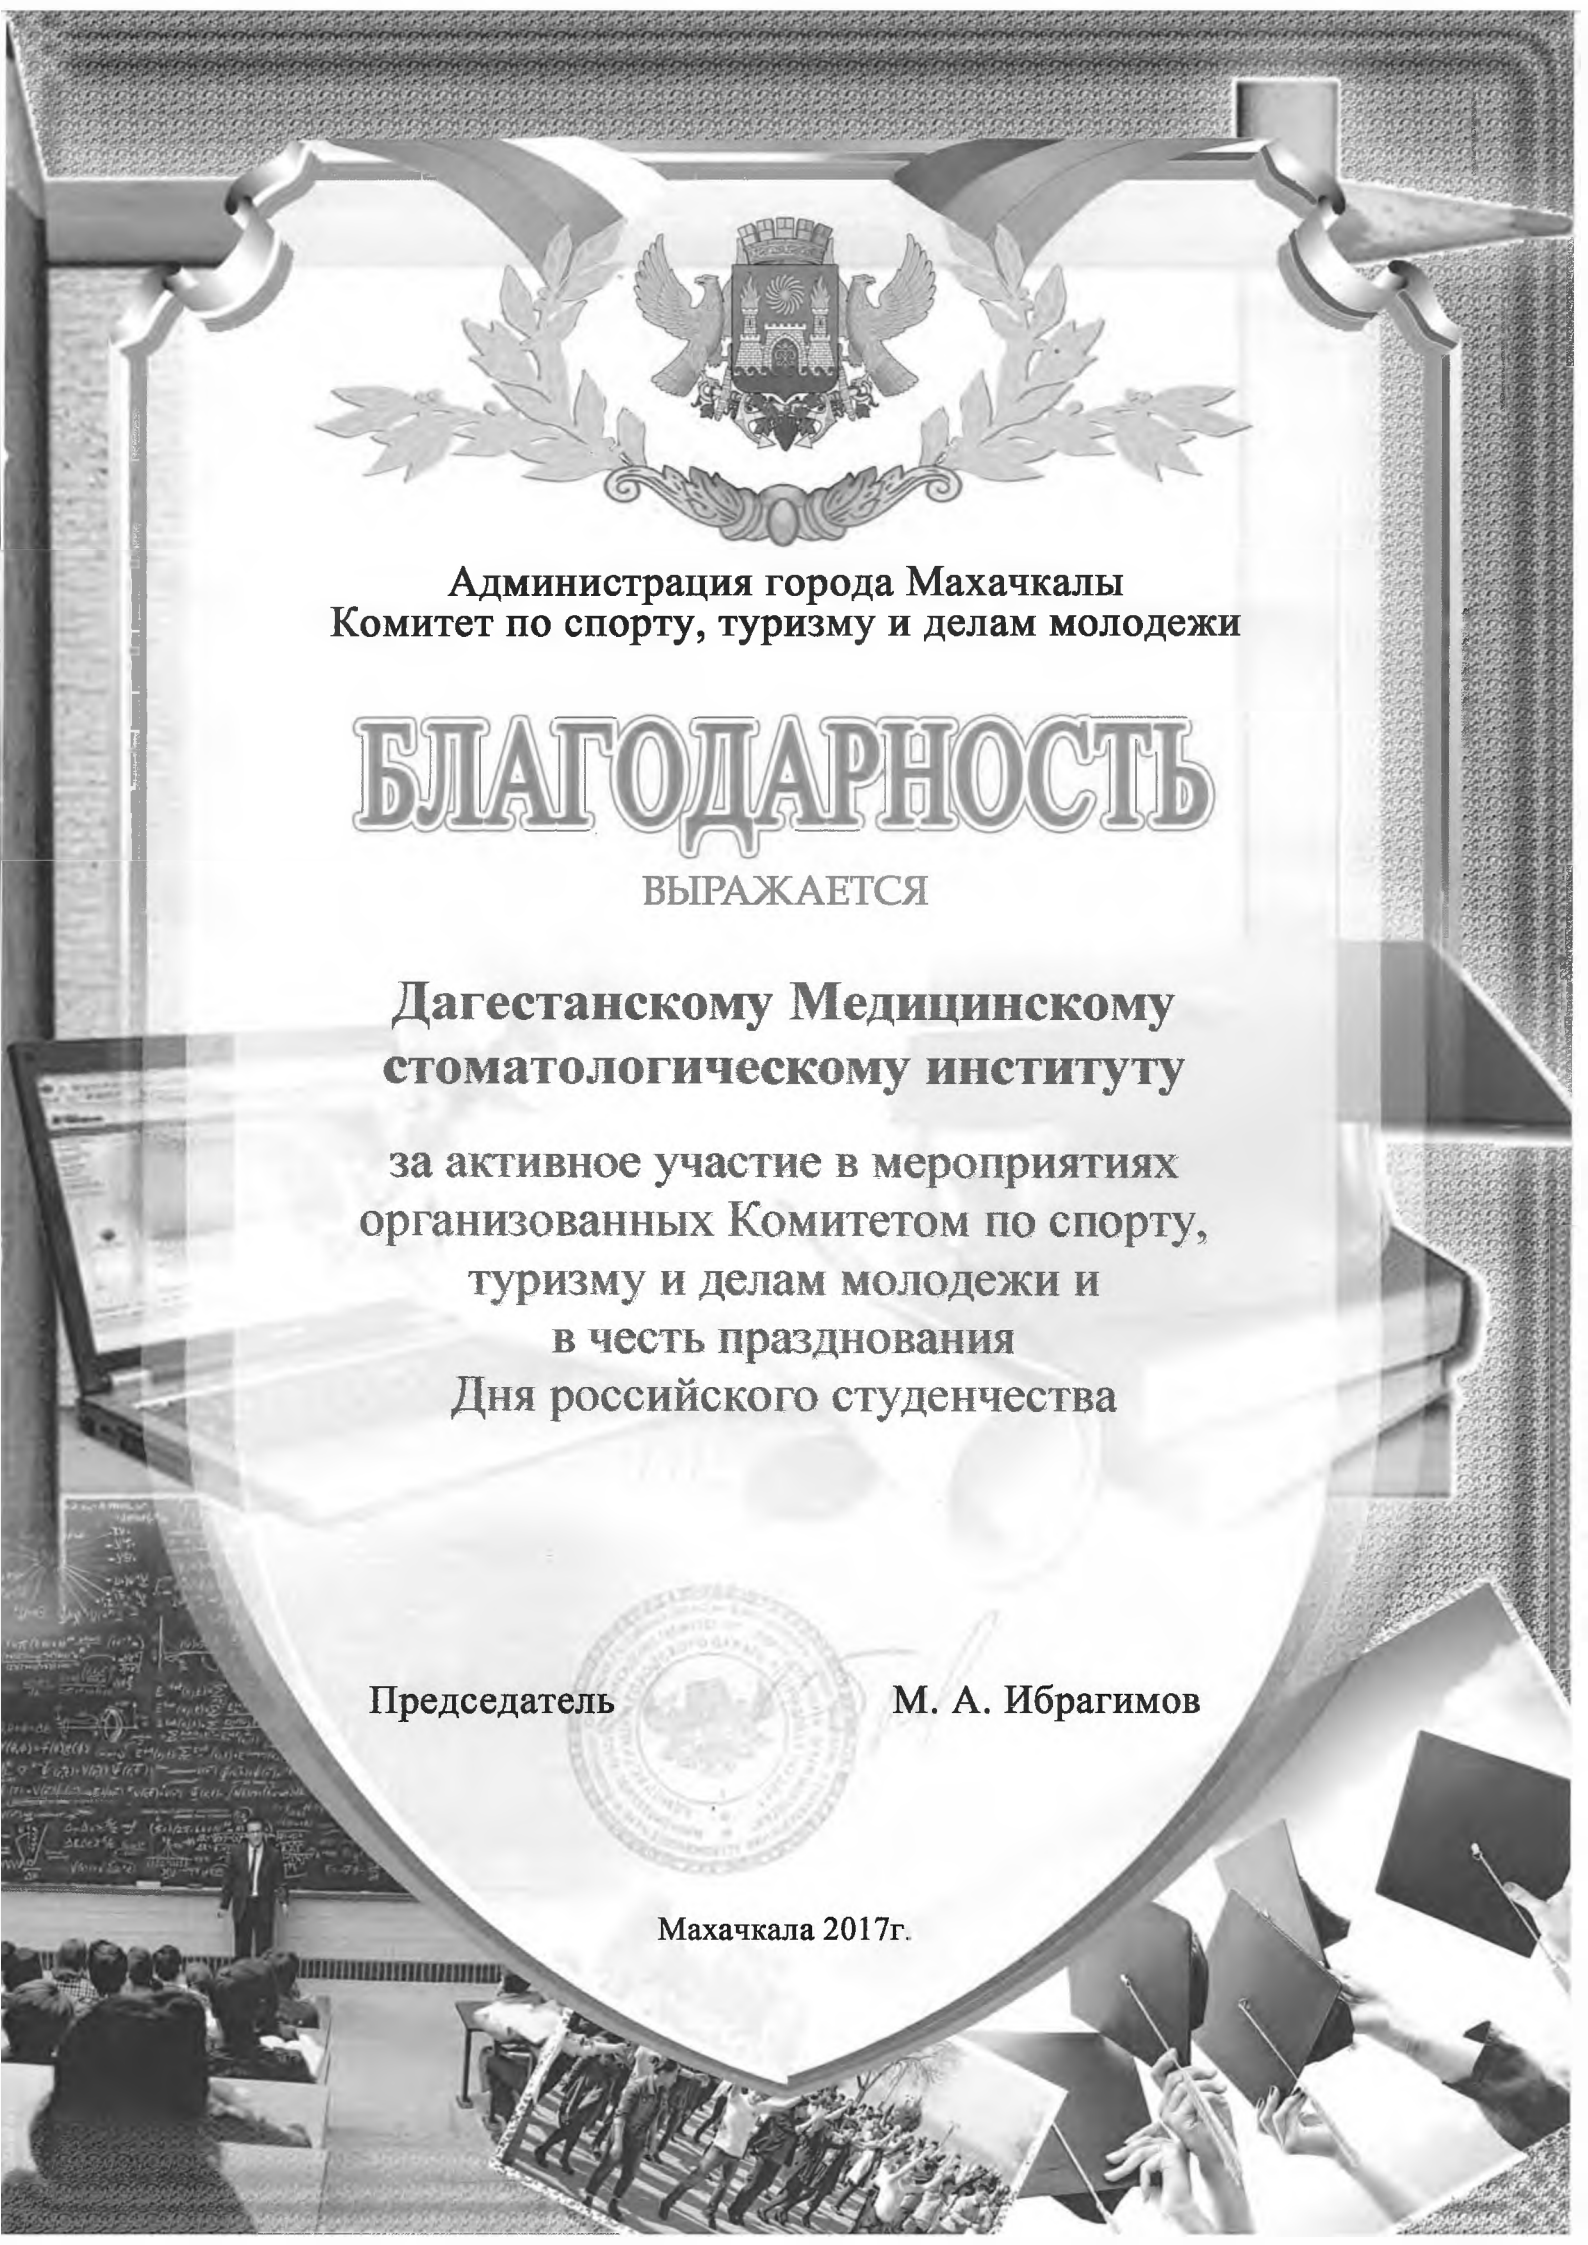 Администрация города Махачкалы
Комитет по спорту, туризму и делам молодежи
БЛАГОДАРНОСТЬ
ВЫРАЖАЕТСЯ
Дагестанскому Медицинскому
стоматологическому институту
за активное участие в мероприятиях
организованных Комитетом по спорту,
туризму и делам молодежи и
в честь празднования
Дня российского студенчества
Председатель М. А. Ибрагимов
Махачкала 2017г.